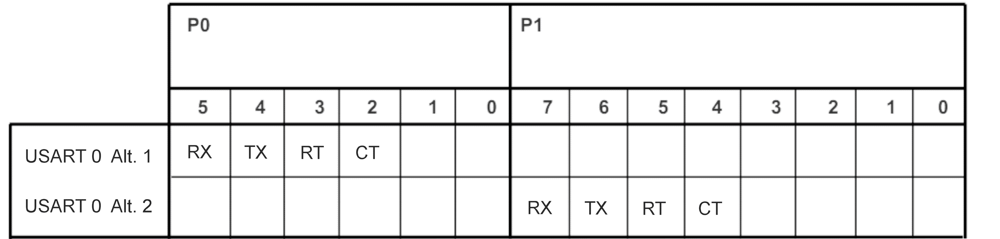 P0 P1
5 4 3 2 1 0 7 6 5 4 3 2 1 0
USART 0 Alt. 1 RX TX RT CT
USART 0 Alt. 2 RX TX RT CT